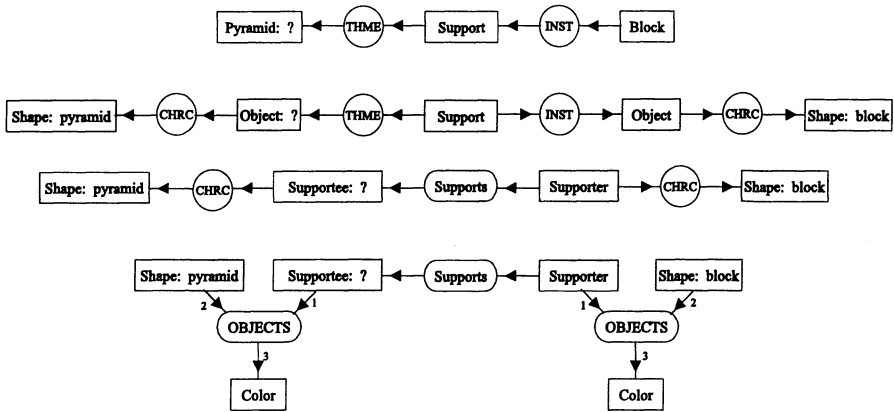 Pyramid: ? THME Support INST Block
Shape: pyramid CHRC Object: ? THME Support INST Object CHRC Shape: block
Shape: pyramid CHRC Supportee: ? Supports Supporter CHRC Shape: block
Shape: pyramid Supportee: ? Supports Supporter Shape: block
2 1 1 2
OBJECTS OBJECTS
3 3
Color Color